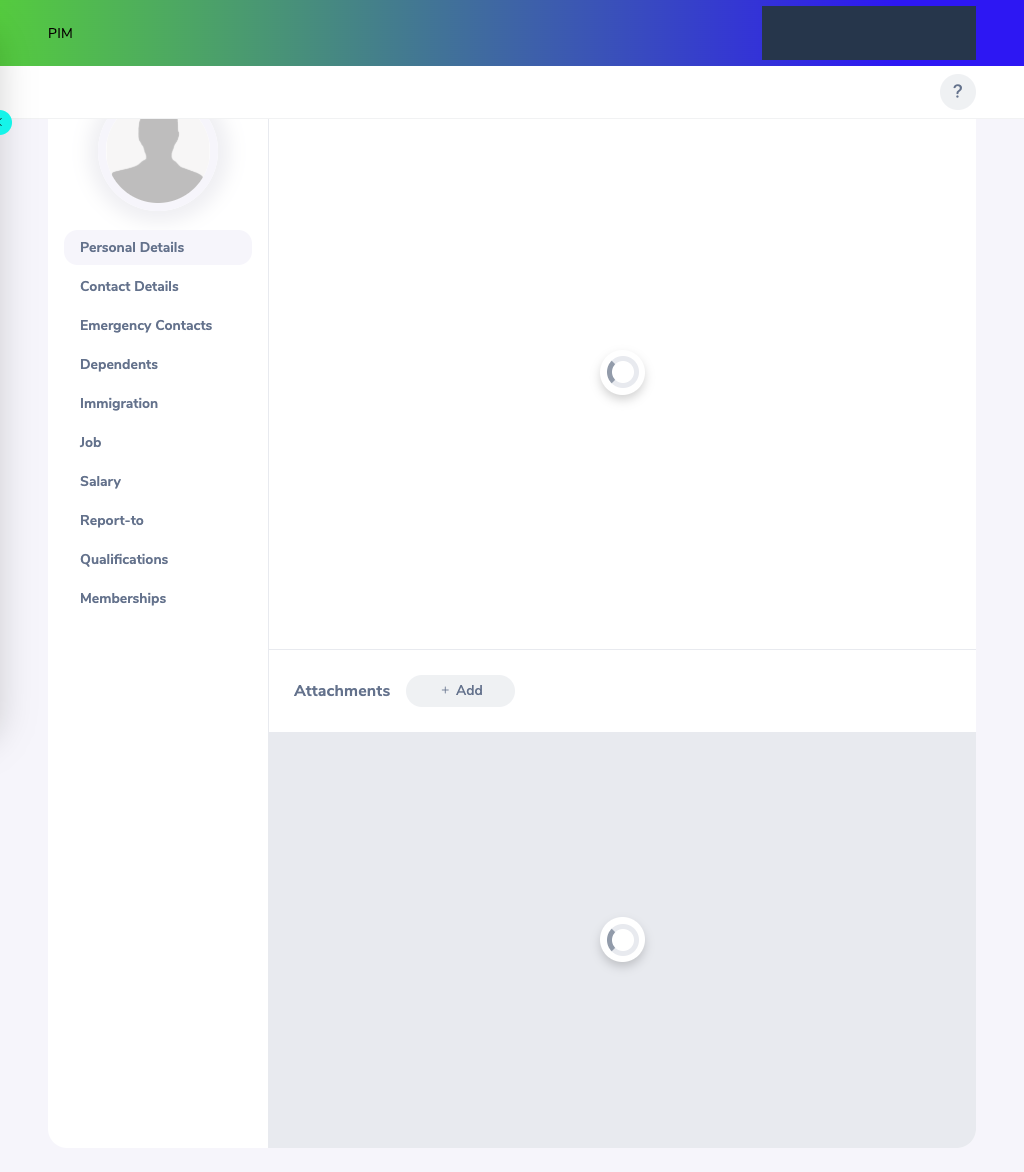 PIM
?
Personal Details
Contact Details
Emergency Contacts
Dependents
Immigration
Job
Salary
Report-to
Qualifications
Memberships
Attachments
+ Add